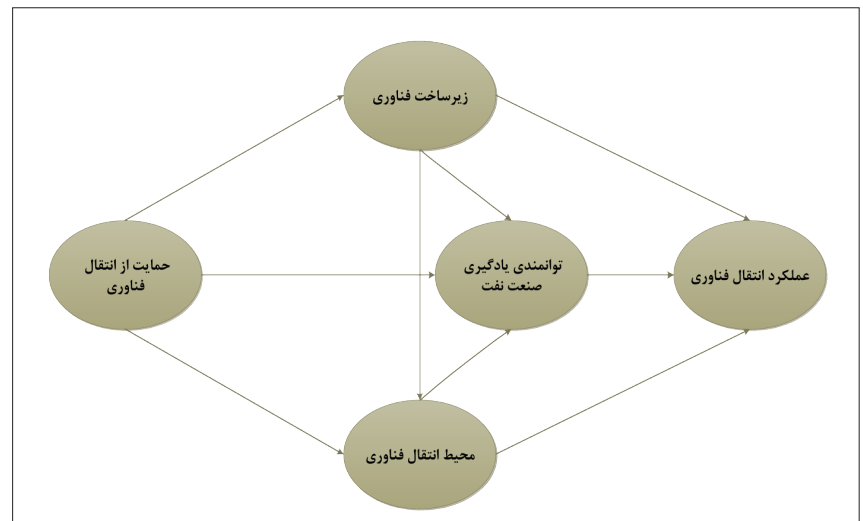 زیرساخت فناوری
حمایت از انتقال
فناوری
توانمندی یادگیری
صنعت نفت
عملکرد انتقال فناوری
محیط انتقال فناوری